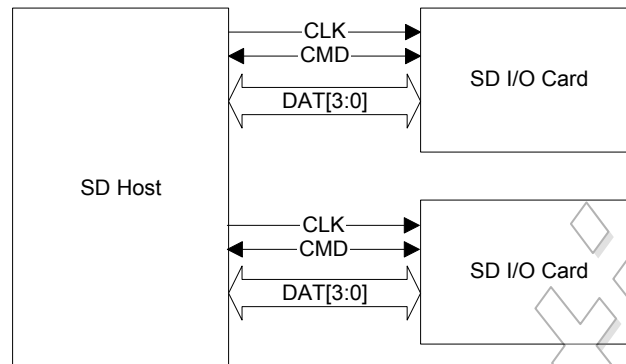 CLK
CMD
DAT[3:0]
SD I/O Card
SD Host
CLK
CMD
DAT[3:0]
SD I/O Card